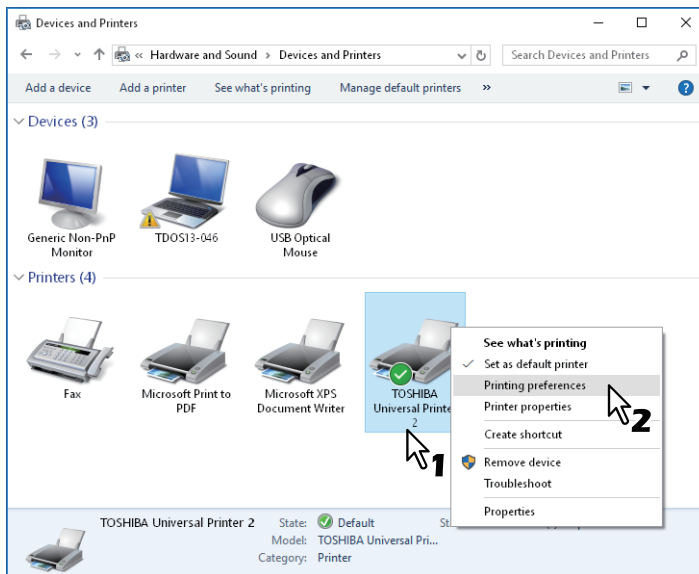 Devices and Printers
« Hardware and Sound > Devices and Printers
Search Devices and Printers
Add a device
Add a printer
See what's printing
Manage default printers
»
?
Devices (3)
Generic Non-PnP
Monitor
TDOS13-046
USB Optical
Mouse
Printers (4)
Fax
Microsoft Print to
PDF
Microsoft XPS
Document Writer
TOSHIBA
Universal Printe
2
1
See what's printing
Set as default printer
Printing preferences
2
Printer properties
Create shortcut
Remove device
Troubleshoot
Properties
TOSHIBA Universal Printer 2
State: Default
Model: TOSHIBA Universal Pri...
Category: Printer